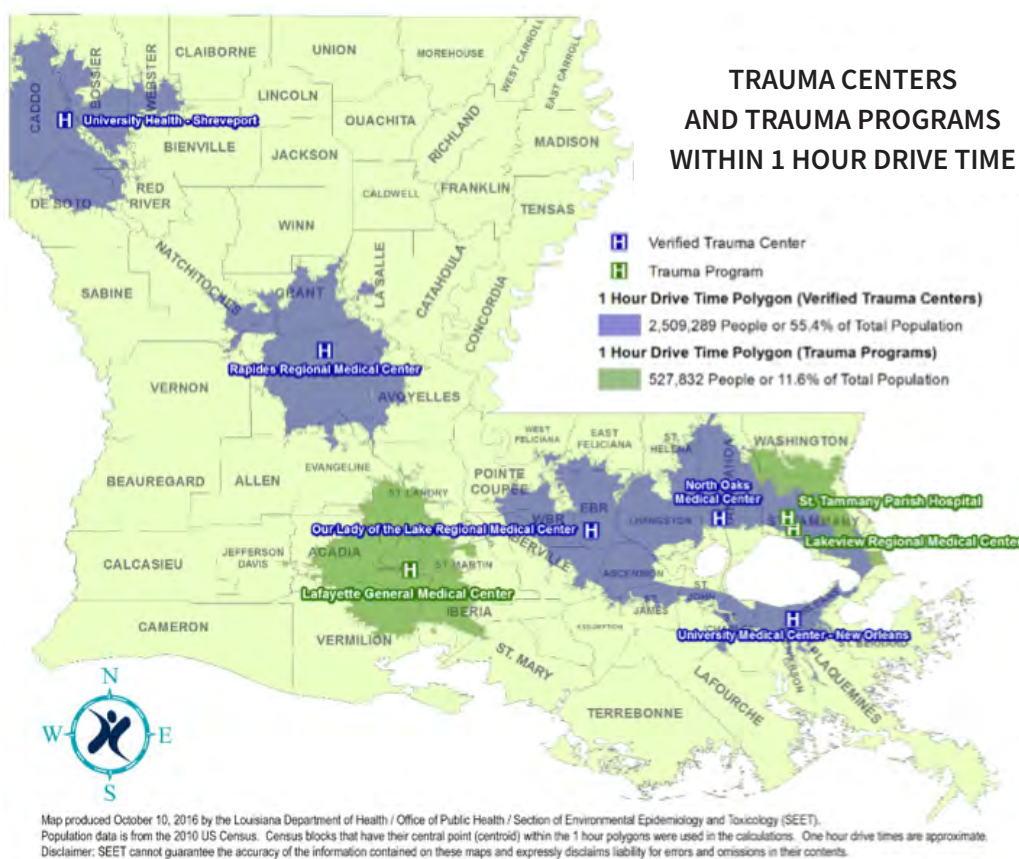 TRAUMA CENTERS
AND TRAUMA PROGRAMS
WITHIN 1 HOUR DRIVE TIME
Verified Trauma Center
Trauma Program
1 Hour Drive Time Polygon (Verified Trauma Centers)
2,509,289 People or 55.4% of Total Population
1 Hour Drive Time Polygon (Trauma Programs)
527,832 People or 11.6% of Total Population
CADDO
BOSSIER
WEBSTER
CLAIBORNE
UNION
MOREHOUSE
WEST CARROLL
EAST CARROLL
LINCOLN
University Health - Shreveport
OUACHITA
RICHLAND
MADISON
BIENVILLE
JACKSON
DE SOTO
RED
RIVER
CALDWELL
FRANKLIN
TENSAS
WINN
NATCHITOCHES
SABINE
GRANT
LA SALLE
CATAHOULA
CONCORDIA
Rapides Regional Medical Center
VERNON
AVOYELLES
BEAUREGARD
ALLEN
EVANGELINE
ST LANDRY
POINTE
COUPEE
WEST
FELICIANA
EAST
FELICIANA
ST.
HELENA
WASHINGTON
North Oaks
Medical Center
St. Tammany Parish Hospital
Lakeview Regional Medical Center
WBR
EBR
Our Lady of the Lake Regional Medical Center
CALCASIEU
JEFFERSON
DAVIS
ACADIA
ST MARTIN
ASCENSION
ST.
JOHN
Lafayette General Medical Center
IBERIA
JAMES
University Medical Center - New Orleans
CAMERON
VERMILION
ST. MARY
PLAQUEMINES
LAFOURCHE
TERREBONNE
N
W
E
S
Map produced October 10, 2016 by the Louisiana Department of Health / Office of Public Health / Section of Environmental Epidemiology and Toxicology (SEET).
Population data is from the 2010 US Census. Census blocks that have their central point (centroid) within the 1 hour polygons were used in the calculations. One hour drive times are approximate.
Disclaimer: SEET cannot guarantee the accuracy of the information contained on these maps and expressly disclaims liability for errors and omissions in their contents.